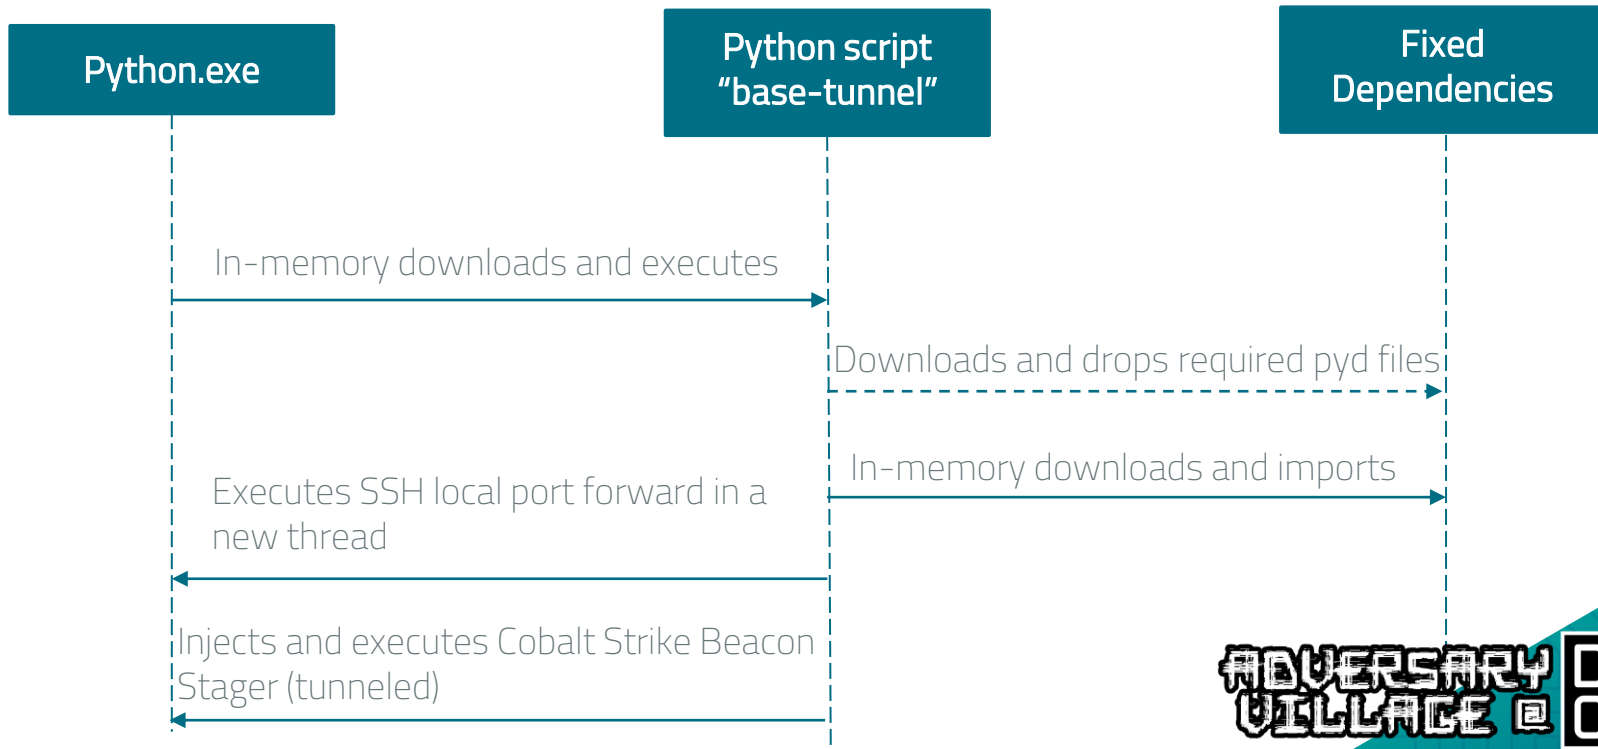 Python.exe
Python script
“base-tunnel”
Fixed
Dependencies
In-memory downloads and executes
Downloads and drops required pyd files
In-memory downloads and imports
Executes SSH local port forward in a
new thread
Injects and executes Cobalt Strike Beacon
Stager (tunneled)
ADVERSARY
VILLAGE @